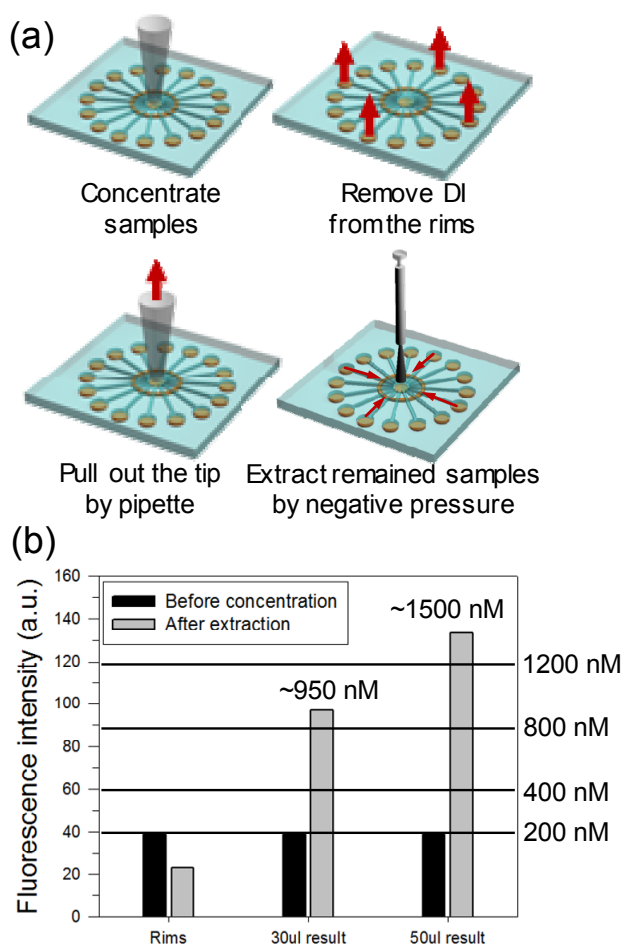 (a)
Concentrate
samples
Remove DI
from the rims
Pull out the tip
by pipette
Extract remained samples
by negative pressure
(b)
Fluorescence intensity (a.u.)
160
140
120
100
80
60
40
20
0
Before concentration
After extraction
~950 nM
~1500 nM
1200 nM
800 nM
400 nM
200 nM
Rims
30ul result
50ul result